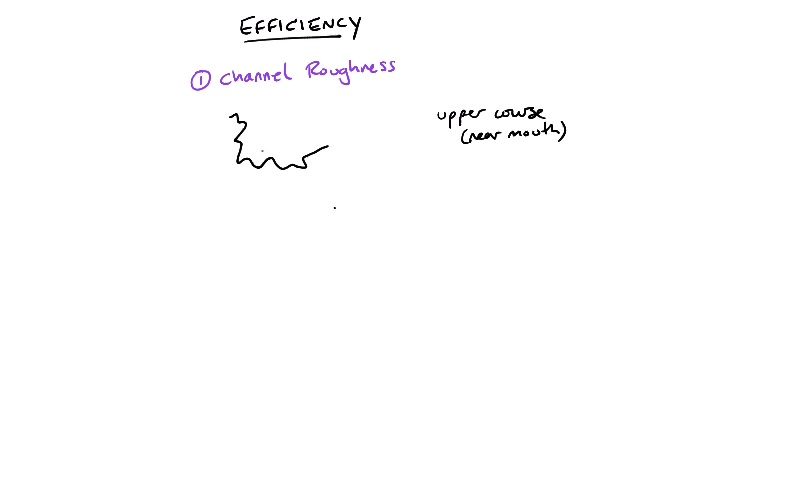 EFFICIENCY
① Channel Roughness
upper course
(near mouth)